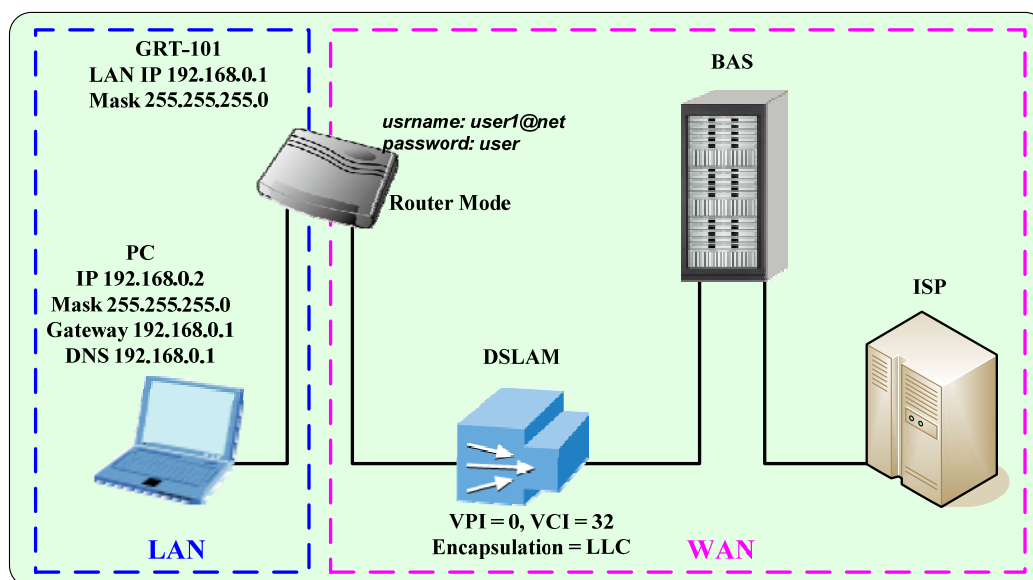 GRT-101
LAN IP 192.168.0.1
Mask 255.255.255.0
usrname: user1@net
password: user
Router Mode
BAS
PC
IP 192.168.0.2
Mask 255.255.255.0
Gateway 192.168.0.1
DNS 192.168.0.1
DSLAM
ISP
VPI = 0, VCI = 32
Encapsulation = LLC
LAN
WAN